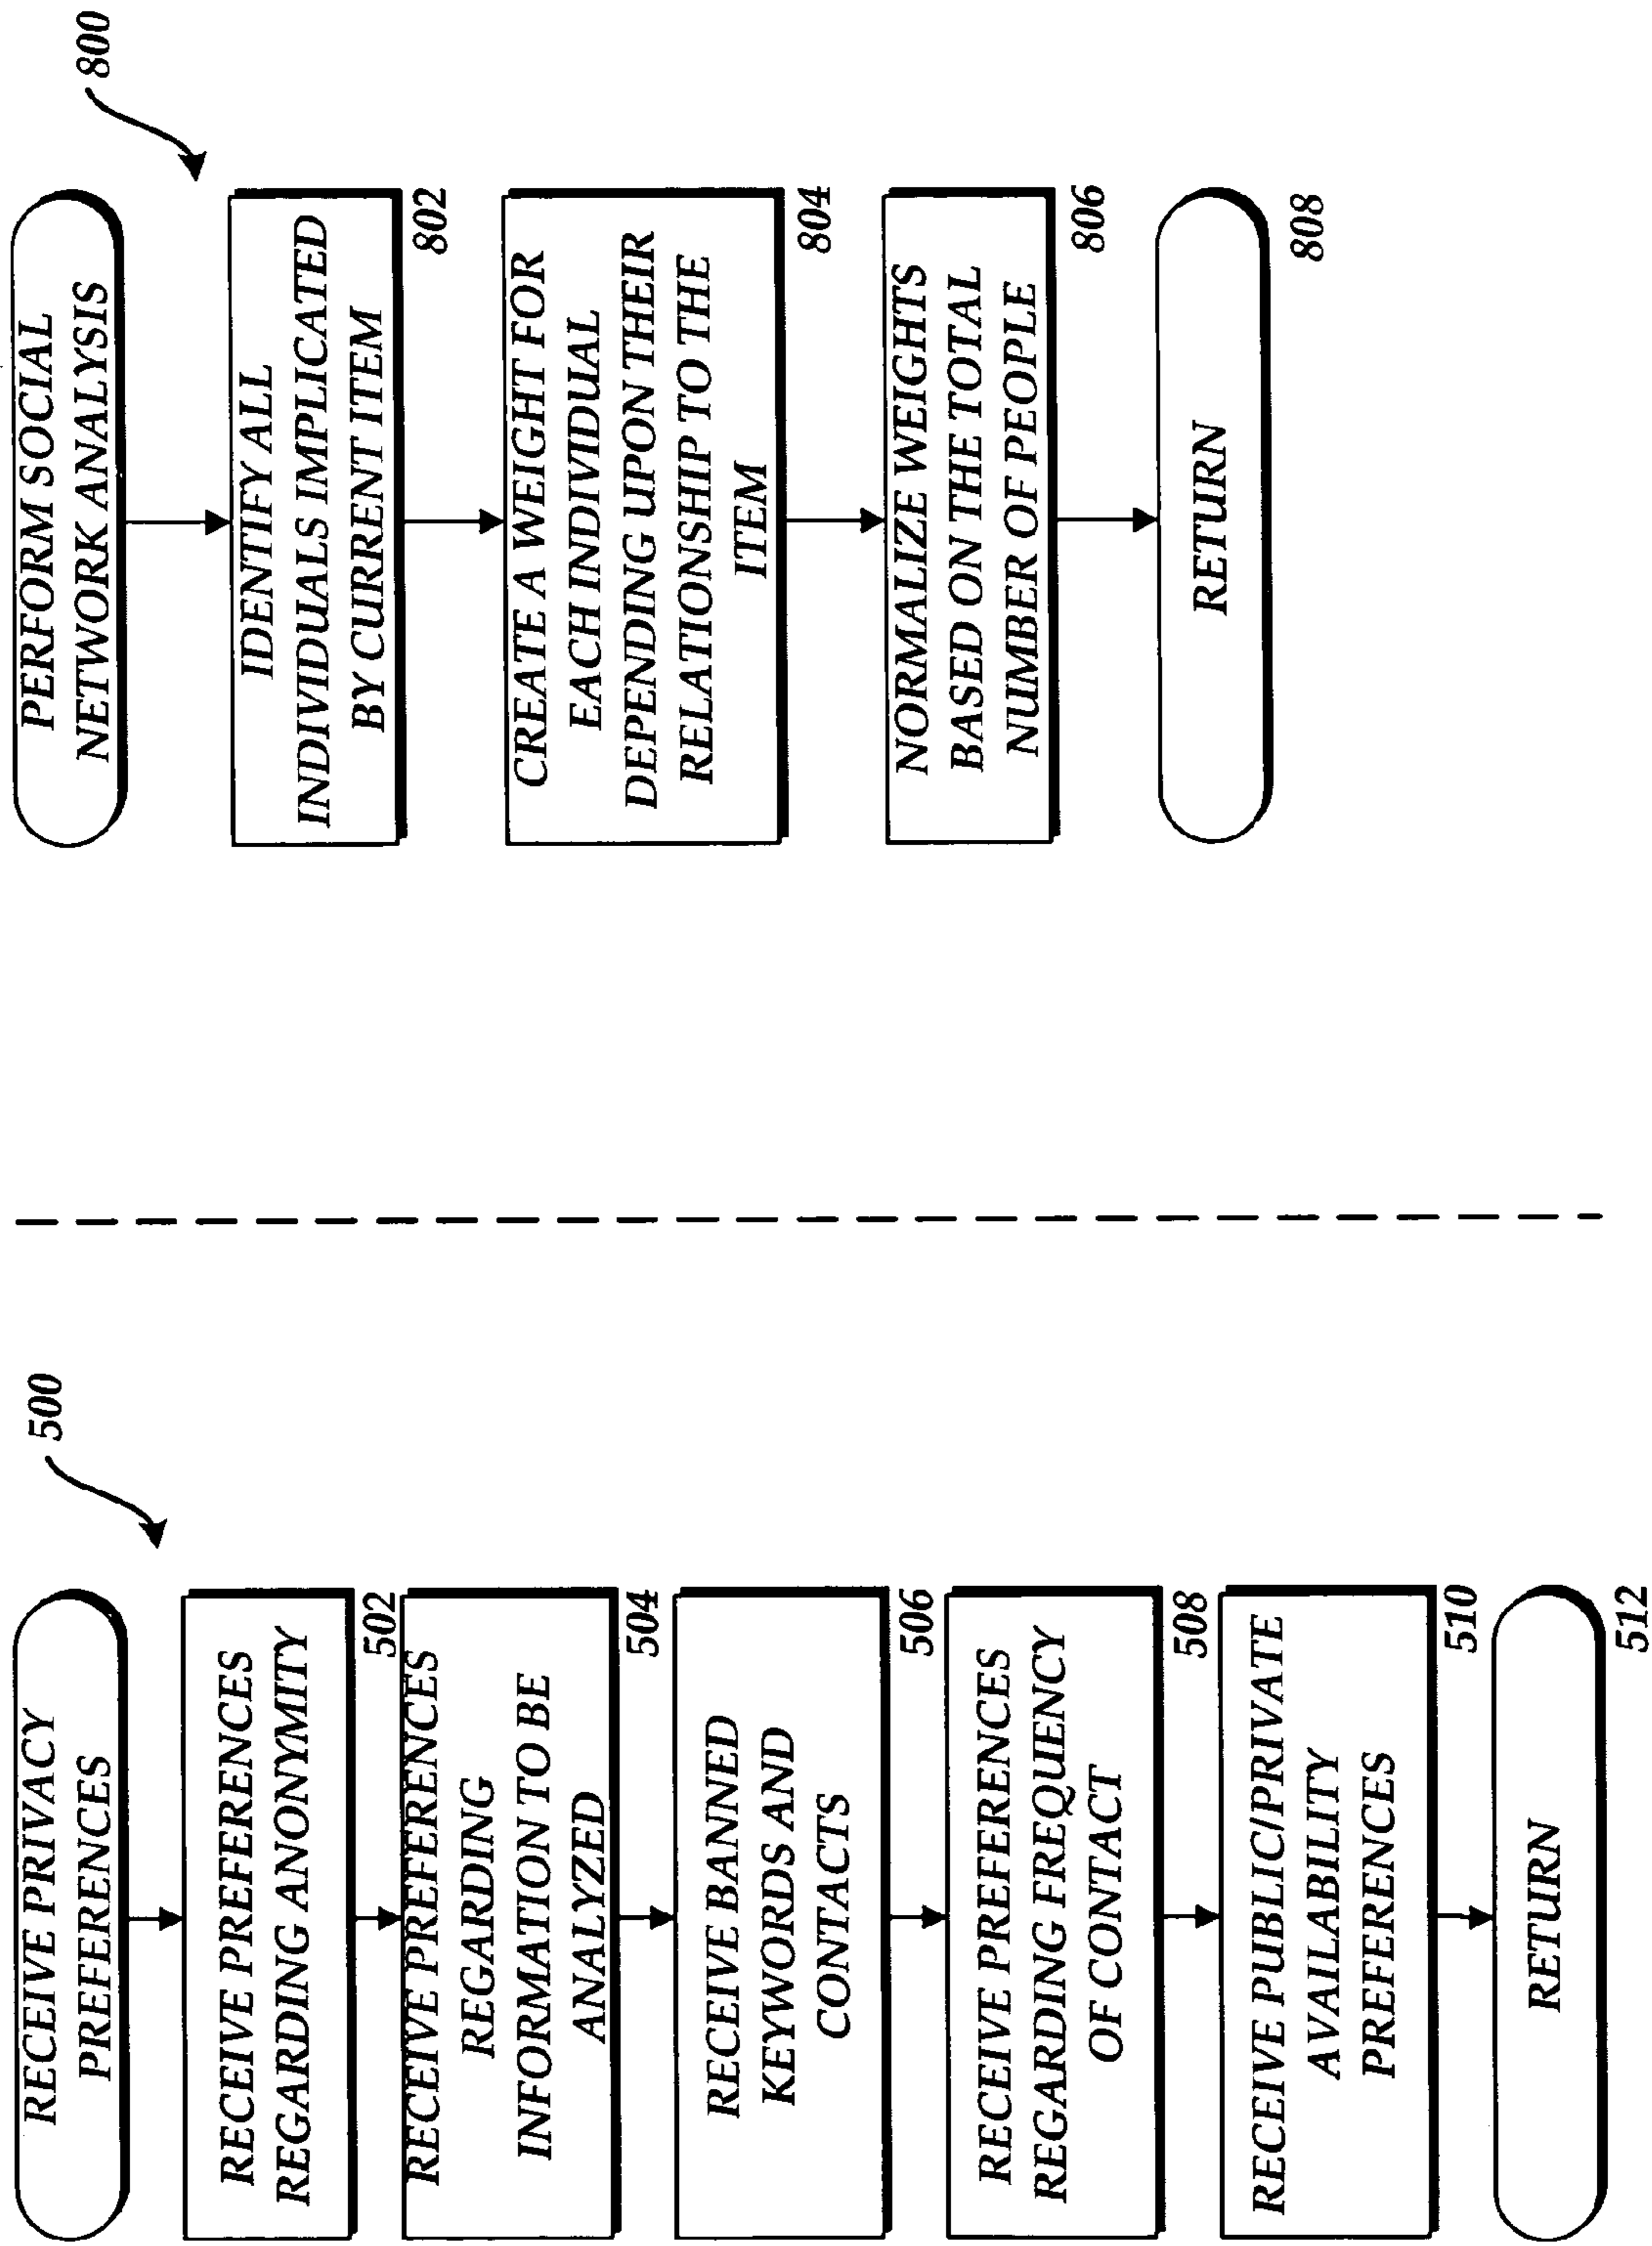 RECEIVE PRIVACY
PREFERENCES
500
RECEIVE PREFERENCES
REGARDING ANONYMITY
502
RECEIVE PREFERENCES
REGARDING
INFORMATION TO BE
ANALYZED
504
RECEIVE BANNED
KEYWORDS AND
CONTACTS
506
RECEIVE PREFERENCES
REGARDING FREQUENCY
OF CONTACT
508
RECEIVE PUBLIC/PRIVATE
AVAILABILITY
PREFERENCES
510
RETURN
512
PERFORM SOCIAL
NETWORK ANALYSIS
800
IDENTIFY ALL
INDIVIDUALS IMPLICATED
BY CURRENT ITEM
802
CREATE A WEIGHT FOR
EACH INDIVIDUAL
DEPENDING UPON THEIR
RELATIONSHIP TO THE
ITEM
804
NORMALIZE WEIGHTS
BASED ON THE TOTAL
NUMBER OF PEOPLE
806
RETURN
808